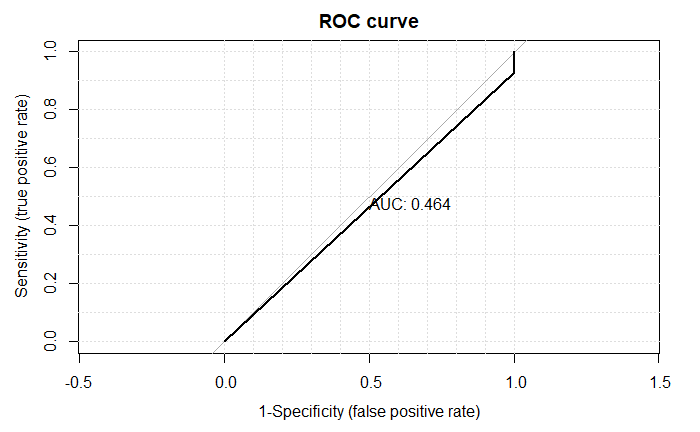 ROC curve
Sensitivity (true positive rate)
1.0
0.8
0.6
0.4
0.2
0.0
AUC: 0.464
-0.5
0.0
0.5
1.0
1.5
1-Specificity (false positive rate)